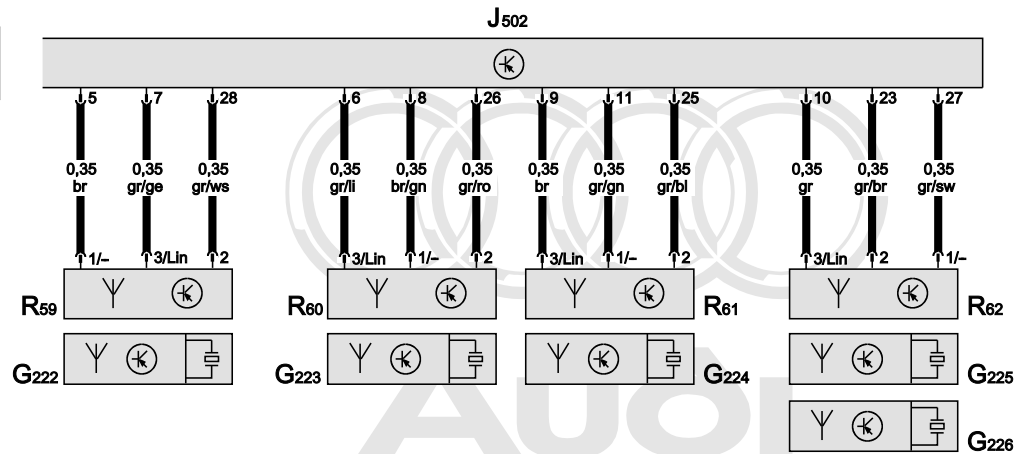 J502
5 7 28 6 8 26 9 11 25 10 23 27
0,35 0,35 0,35 0,35 0,35 0,35 0,35 0,35 0,35 0,35 0,35 0,35
br gr/ge gr/ws gr/li br/gn gr/ro br gr/gn gr/bl gr gr/br gr/sw
1/– 3/Lin 2 3/Lin 1/– 2 3/Lin 1/– 2 3/Lin 2 1/–
R59 R60 R61 R62
G222 G223 G224 G225
G226
AUDI